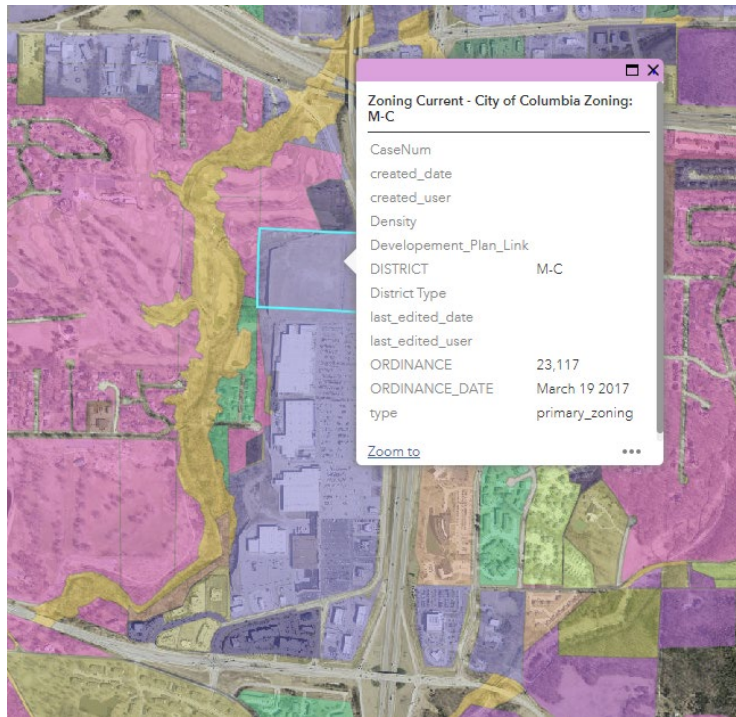 Zoning Current - City of Columbia Zoning:
M-C
CaseNum
created_date
created_user
Density
Developement_Plan_Link
DISTRICT M-C
District Type
last_edited_date
last_edited_user
ORDINANCE 23,117
ORDINANCE_DATE March 19 2017
type primary_zoning
Zoom to